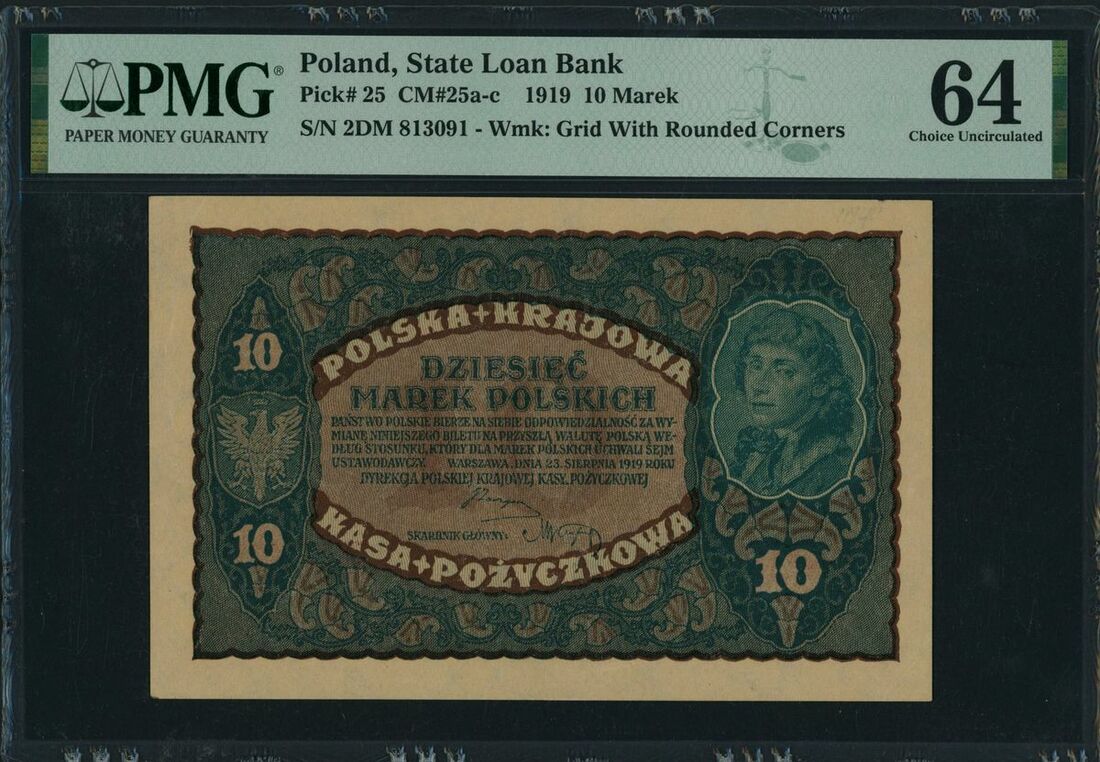 PMG®
PAPER MONEY GUARANTY
Poland, State Loan Bank
Pick# 25 CM#25a-c 1919 10 Marek
S/N 2DM 813091 - Wmk: Grid With Rounded Corners
64
Choice Uncirculated
POLSKA+KRAJOWA
10
DZIESIĘĆ
MAREK POLSKICH
PAŃSTWO POLSKIE BIERZE NA SIEBIE ODPOWIEDZIALNOŚĆ ZA WY-
MIANĘ NINIEJSZEGO BILETU NA PRZYSZŁĄ WALUTĘ POLSKĄ WE-
DŁUG STOSUNKU, KTÓRY DLA MAREK POLSKICH UCHWALI SEJM
USTAWODAWCZY. WARSZAWA, DNIA 23. SIERPNIA 1919 ROKU
DYREKCJA POLSKIEJ KRAJOWEJ KASY POŻYCZKOWEJ
SKARBNIK GŁÓWNY:
10
KASA+POŻYCZKOWA
10